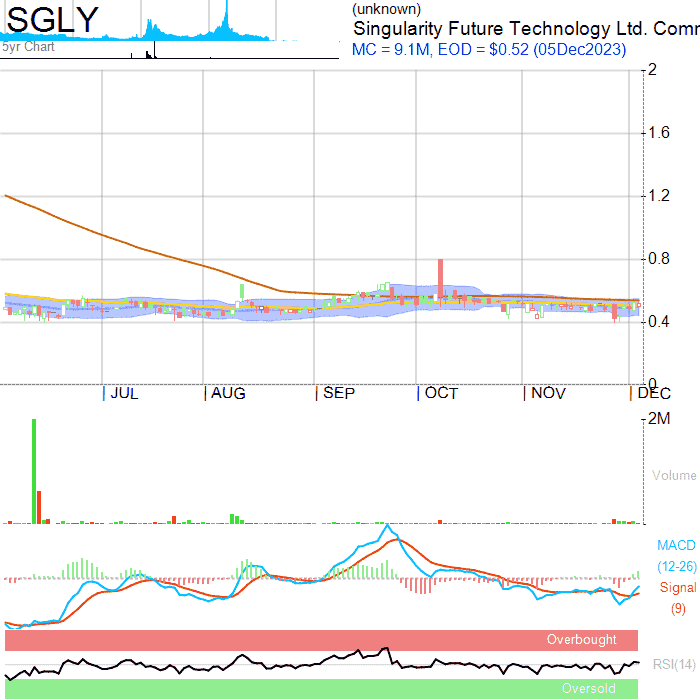 SGLY
5yr Chart
(unknown)
Singularity Future Technology Ltd. Comm
MC = 9.1M, EOD = $0.52 (05Dec2023)
2
1.6
1.2
0.8
0.4
0
JUL
AUG
SEP
OCT
NOV
DEC
2M
Volume
MACD
(12-26)
Signal
(9)
Overbought
RSI(14)
Oversold